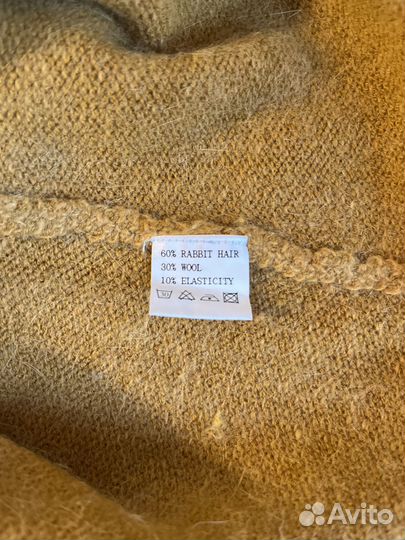 60% RABBIT HAIR
30% WOOL
10% ELASTICITY
Avito